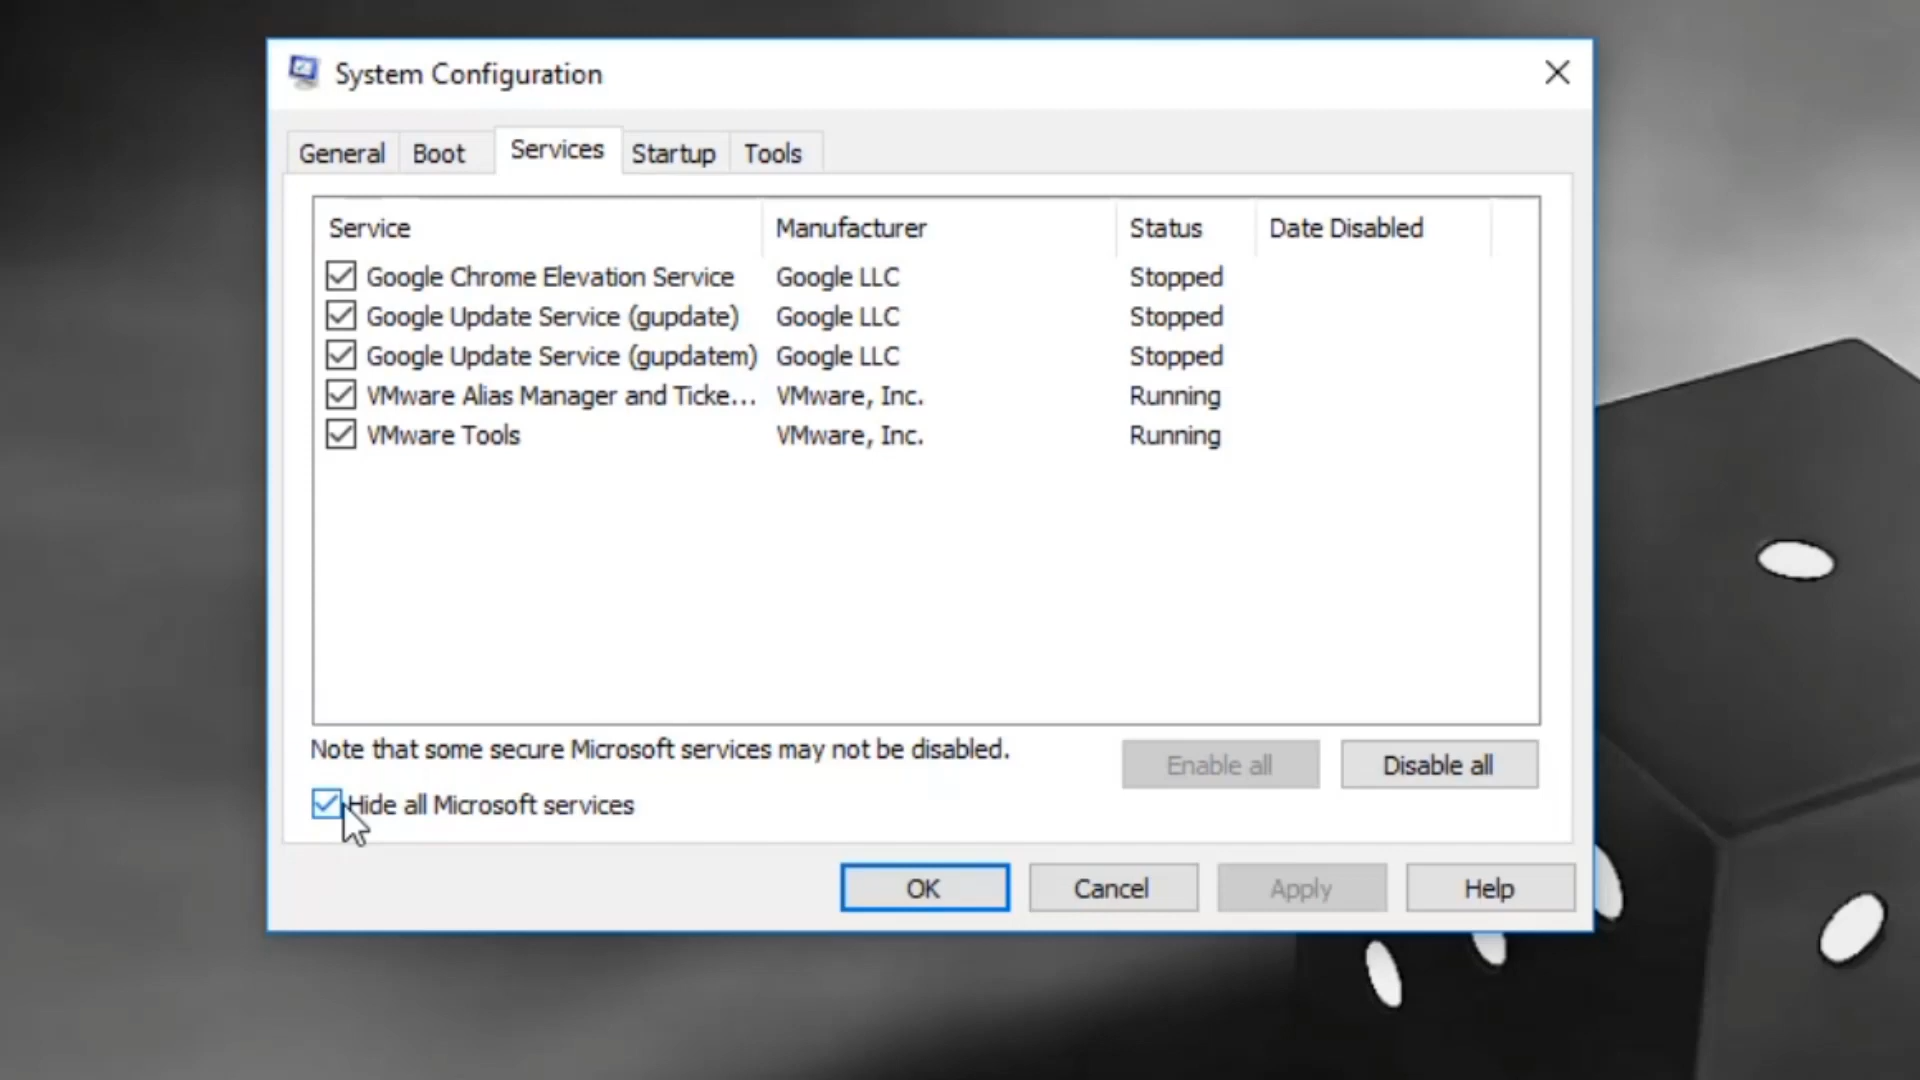 System Configuration
General Boot Services Startup Tools
Service Manufacturer Status Date Disabled
Google Chrome Elevation Service Google LLC Stopped
Google Update Service (gupdate) Google LLC Stopped
Google Update Service (gupdatem) Google LLC Stopped
VMware Alias Manager and Ticke... VMware, Inc. Running
VMware Tools VMware, Inc. Running
Note that some secure Microsoft services may not be disabled.
Enable all Disable all
Hide all Microsoft services
OK Cancel Apply Help